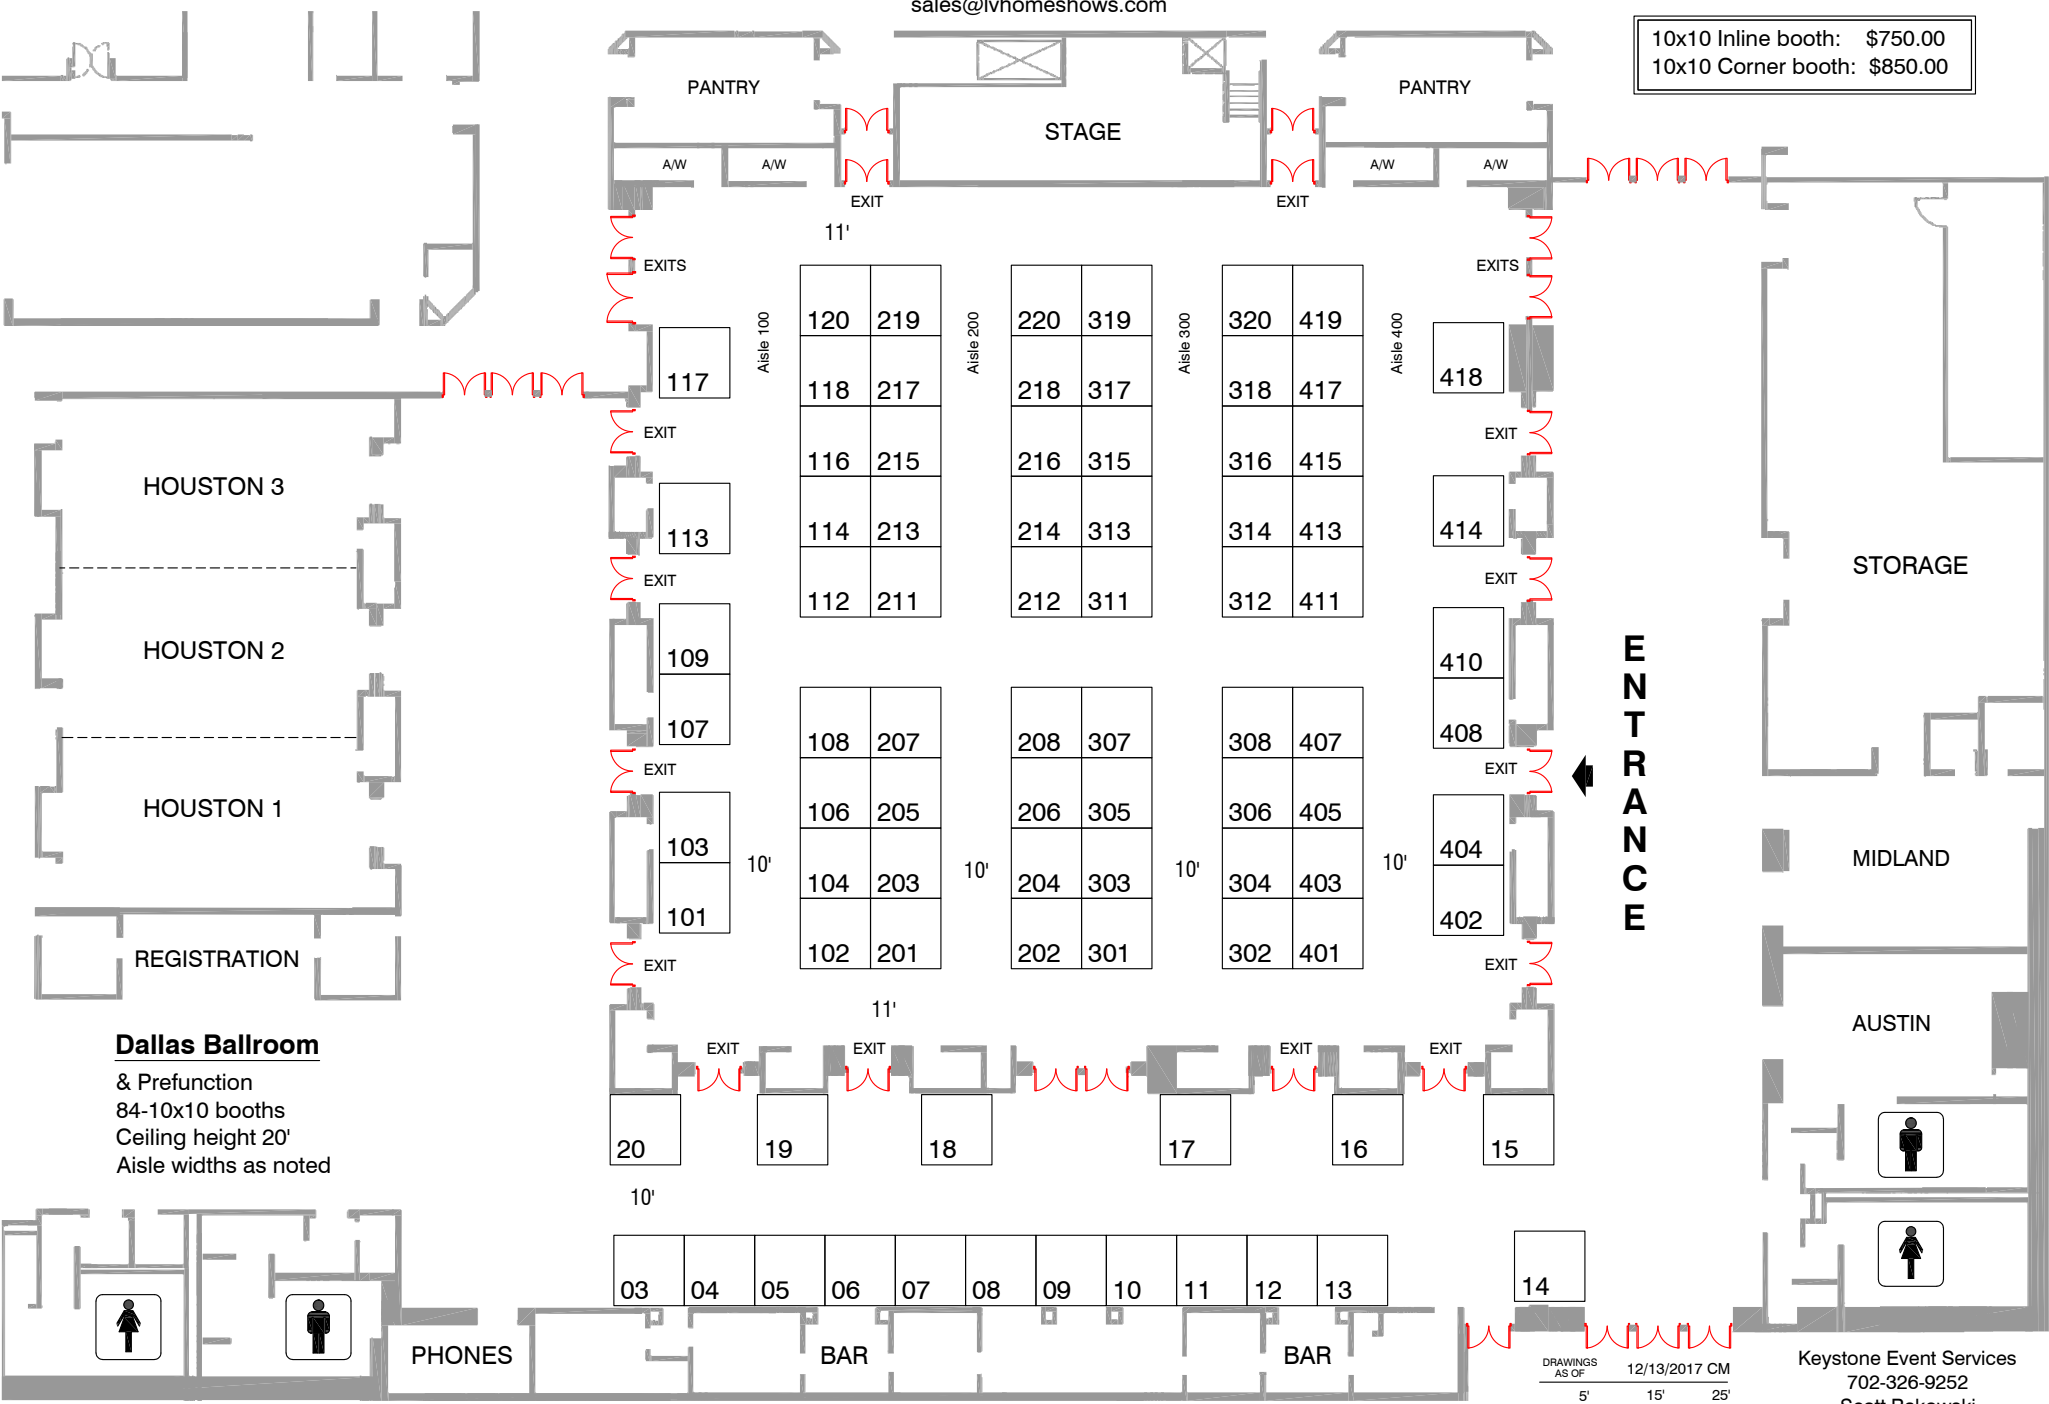 sales@lvhomeshows.com
10x10 Inline booth: $750.00
10x10 Corner booth: $850.00
PANTRY
STAGE
PANTRY
A/W
A/W
A/W
A/W
EXIT
EXIT
11'
EXITS
EXITS
Aisle 100
Aisle 200
Aisle 300
Aisle 400
120 219 220 319 320 419
117
418
118 217 218 317 318 417
EXIT
EXIT
116 215 216 315 316 415
HOUSTON 3
113
414
114 213 214 313 314 413
STORAGE
EXIT
EXIT
112 211 212 311 312 411
HOUSTON 2
109
410
107
408
108 207 208 307 308 407
ENTRANCE
EXIT
EXIT
HOUSTON 1
106 205 206 305 306 405
103
404
10'
10'
10'
10'
MIDLAND
104 203 204 303 304 403
101
402
102 201 202 301 302 401
REGISTRATION
EXIT
EXIT
11'
AUSTIN
Dallas Ballroom
& Prefunction
84-10x10 booths
Ceiling height 20'
Aisle widths as noted
EXIT
EXIT
EXIT
EXIT
20 19 18 17 16 15
10'
03 04 05 06 07 08 09 10 11 12 13
14
PHONES
BAR
BAR
DRAWINGS
AS OF
12/13/2017 CM
5' 15' 25'
Keystone Event Services
702-326-9252